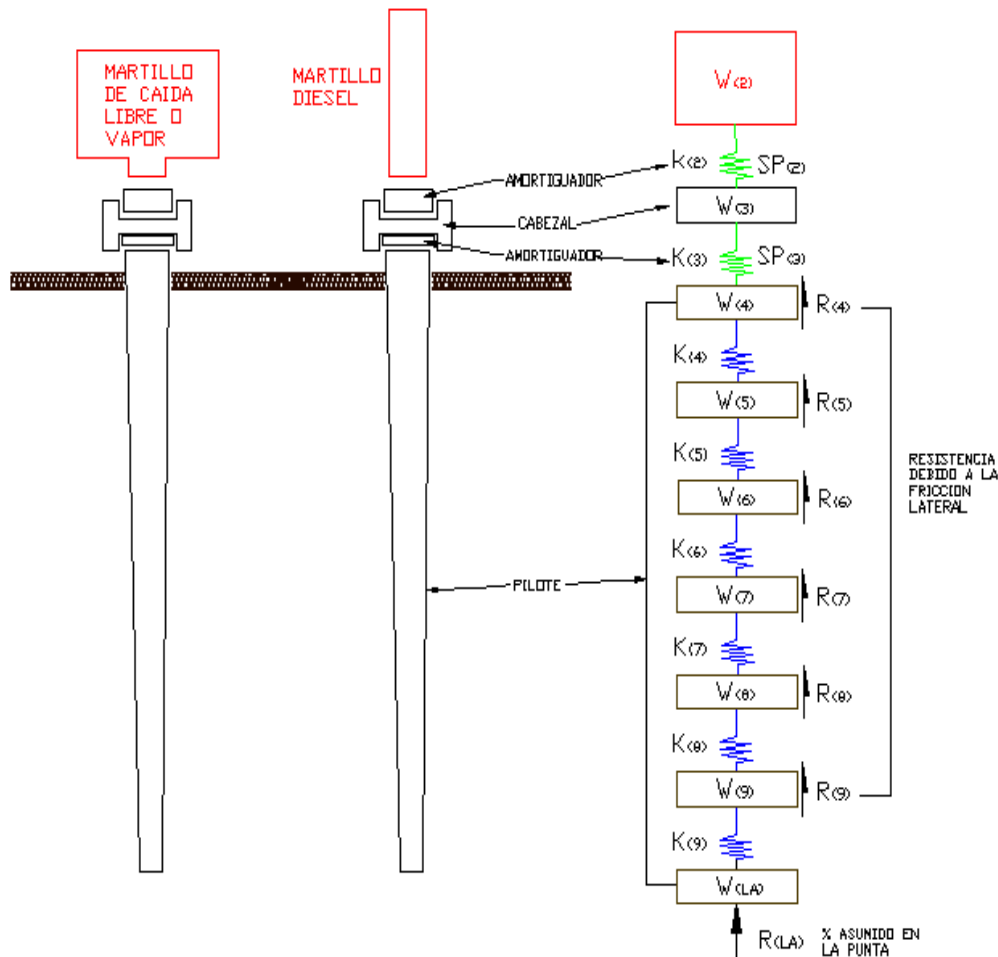 MARTILLO
DE CAIDA
LIBRE O
VAPOR
MARTILLO
DIESEL
W(2)
K(2)
SP(2)
AMORTIGUADOR
W(3)
CABEZAL
AMORTIGUADOR
K(3)
SP(3)
W(4)
R(4)
K(4)
W(5)
R(5)
K(5)
W(6)
R(6)
RESISTENCIA
DEBIDO A LA
FRICCION
LATERAL
K(6)
PILOTE
W(7)
R(7)
K(7)
W(8)
R(8)
K(8)
W(9)
R(9)
K(9)
W(LA)
R(LA)
% ASUMIDO EN
LA PUNTA